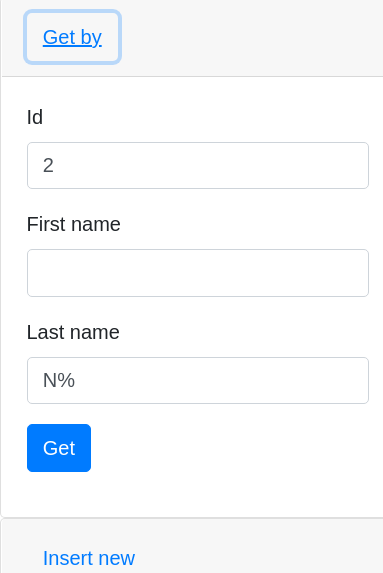 Get by
Id
2
First name
Last name
N%
Get
Insert new